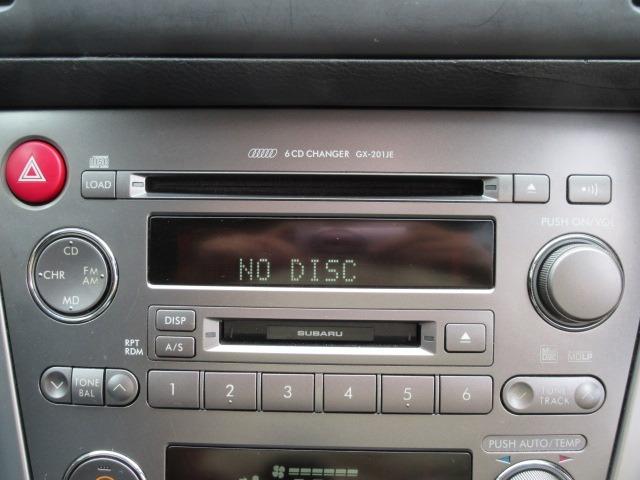 6 CD CHANGER GX-201JE
LOAD
PUSH ON/VOL
CD
CHR
FM
AM
MD
NO DISC
DISP
A/S
RPT
RDM
SUBARU
TONE
BAL
1 2 3 4 5 6
MDLP
TUNE
TRACK
PUSH AUTO/TEMP